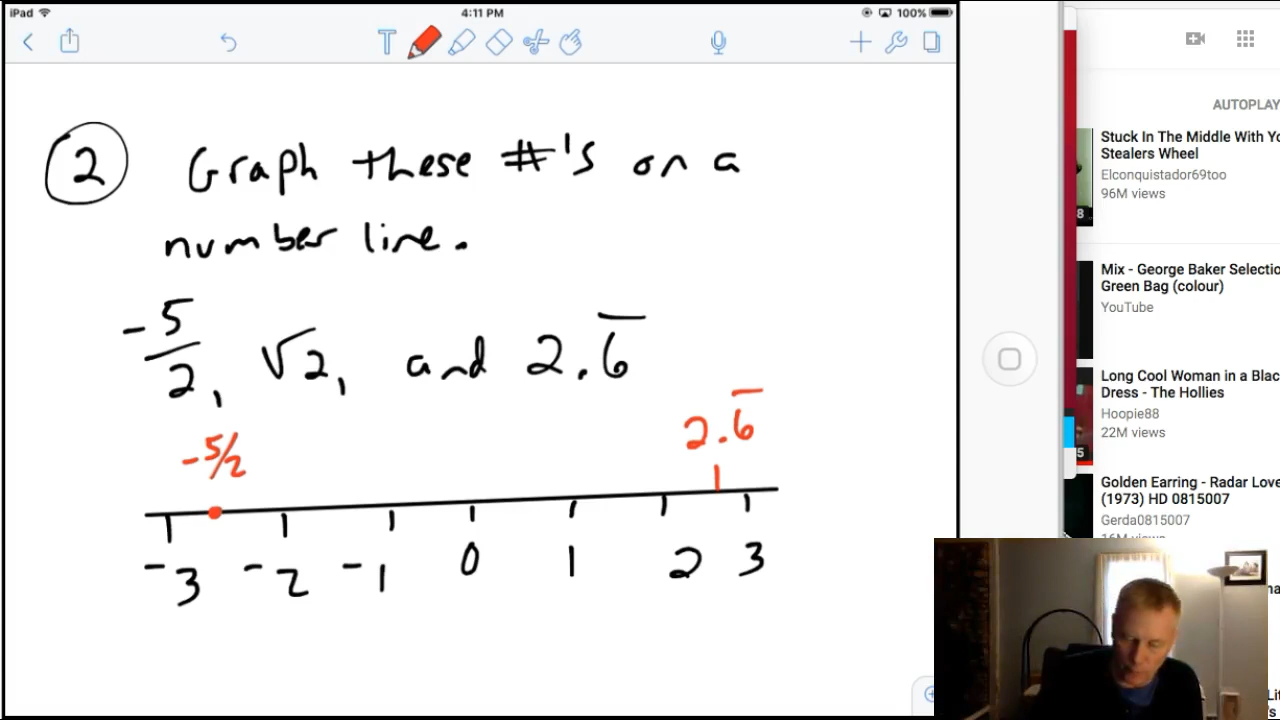 iPad
4:11 PM
100%
T
② Graph these #'s on a
number line.
-5/2, √2, and 2.6̅
-5/2
2.6̅
-3 -2 -1 0 1 2 3
AUTOPLAY
Stuck In The Middle With Yo
Stealers Wheel
Elconquistador69too
96M views
8
Mix - George Baker Selectio
Green Bag (colour)
YouTube
Long Cool Woman in a Blac
Dress - The Hollies
Hoopie88
22M views
5
Golden Earring - Radar Love
(1973) HD 0815007
Gerda0815007